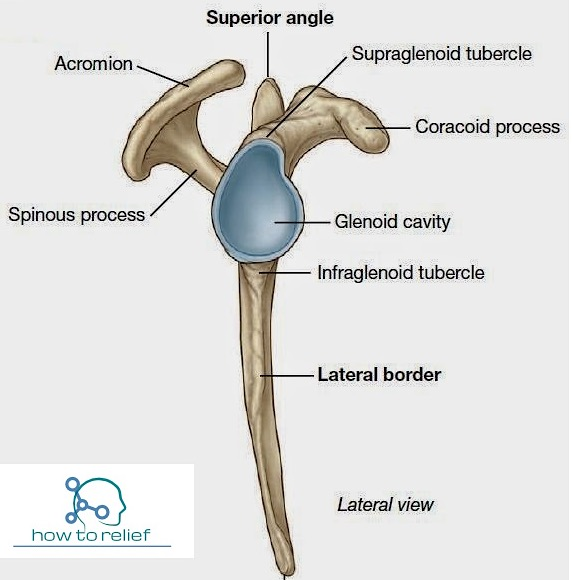 Superior angle
Supraglenoid tubercle
Acromion
Coracoid process
Spinous process
Glenoid cavity
Infraglenoid tubercle
Lateral border
Lateral view
how to relief